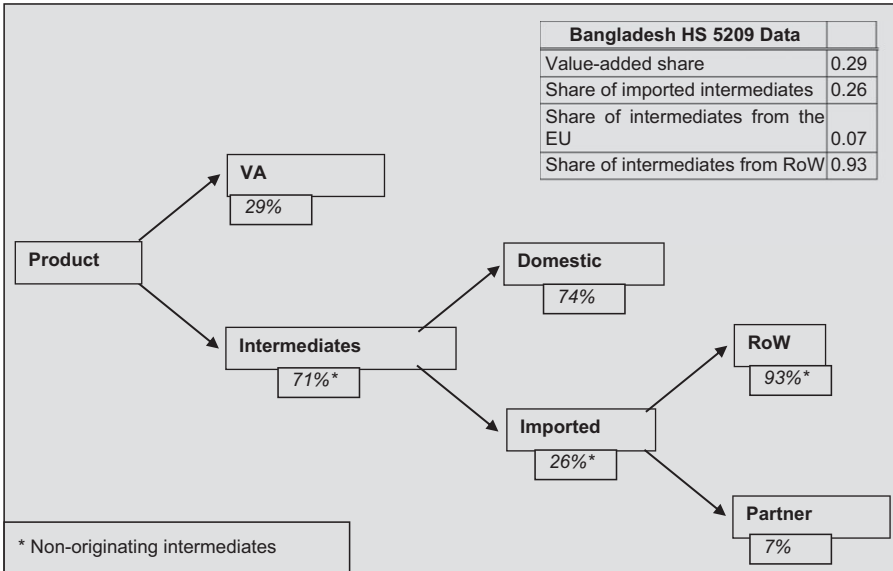 Bangladesh HS 5209 Data
Value-added share 0.29
Share of imported intermediates 0.26
Share of intermediates from the
EU 0.07
Share of intermediates from RoW 0.93
VA
29%
Product
Domestic
74%
Intermediates
71%*
RoW
93%*
Imported
26%*
Partner
7%
* Non-originating intermediates